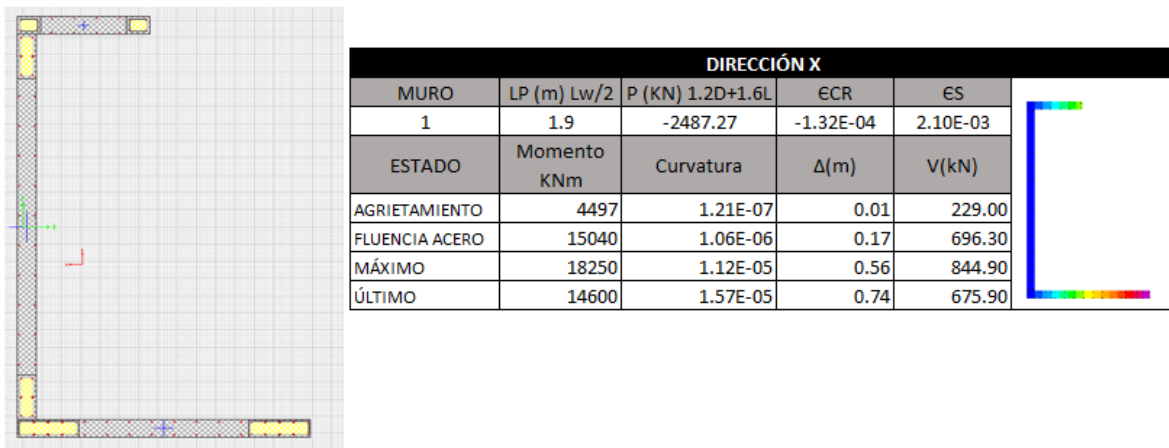 DIRECCIÓN X
MURO LP (m) Lw/2 P (KN) 1.2D+1.6L ЄCR ЄS
1 1.9 -2487.27 -1.32E-04 2.10E-03
ESTADO Momento KNm Curvatura Δ(m) V(kN)
AGRIETAMIENTO 4497 1.21E-07 0.01 229.00
FLUENCIA ACERO 15040 1.06E-06 0.17 696.30
MÁXIMO 18250 1.12E-05 0.56 844.90
ÚLTIMO 14600 1.57E-05 0.74 675.90